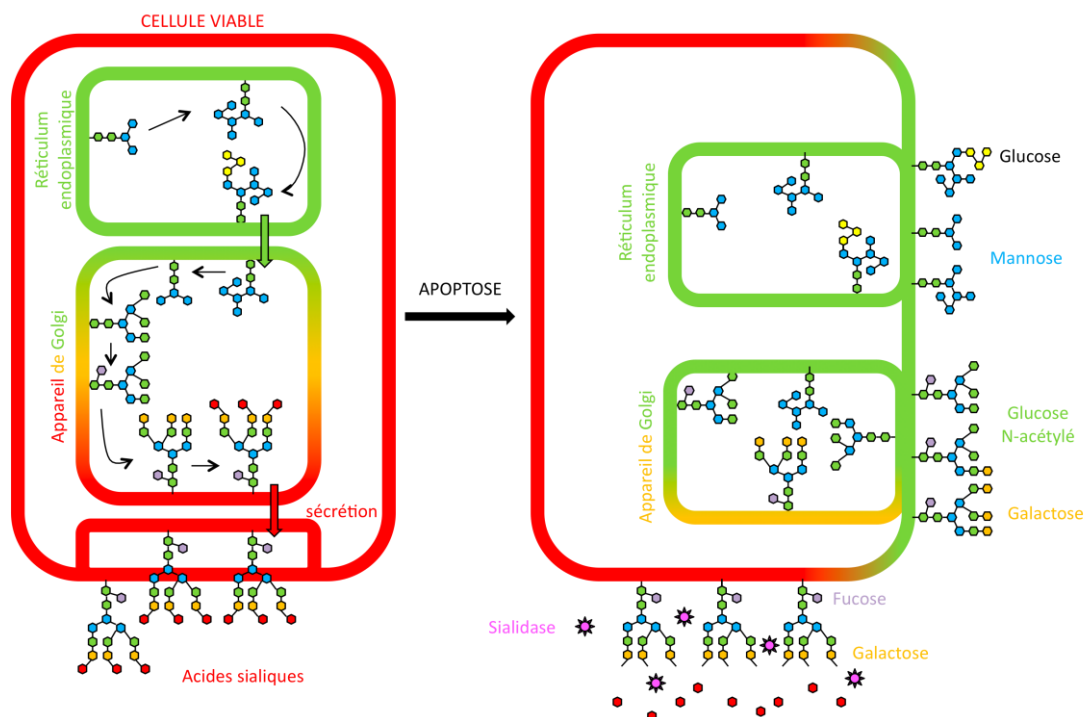 CELLULE VIABLE
Réticulum
endoplasmique
Appareil de Golgi
sécrétion
Acides sialiques
APOPTOSE
Réticulum
endoplasmique
Appareil de Golgi
Glucose
Mannose
Glucose
N-acétylé
Galactose
Fucose
Sialidase
Galactose